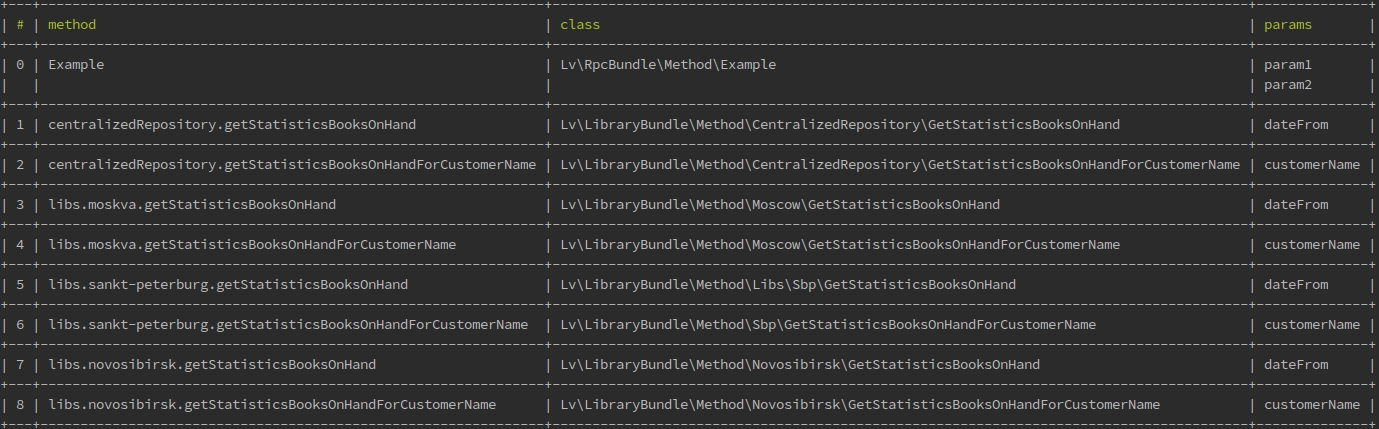 +---+---------------------------------------------------------------+---------------------------------------------------------------------------------------+--------------+
| # | method                                                        | class                                                                                 | params       |
+---+---------------------------------------------------------------+---------------------------------------------------------------------------------------+--------------+
| 0 | Example                                                       | Lv\RpcBundle\Method\Example                                                           | param1       |
|   |                                                               |                                                                                       | param2       |
+---+---------------------------------------------------------------+---------------------------------------------------------------------------------------+--------------+
| 1 | centralizedRepository.getStatisticsBooksOnHand                | Lv\LibraryBundle\Method\CentralizedRepository\GetStatisticsBooksOnHand                | dateFrom     |
+---+---------------------------------------------------------------+---------------------------------------------------------------------------------------+--------------+
| 2 | centralizedRepository.getStatisticsBooksOnHandForCustomerName | Lv\LibraryBundle\Method\CentralizedRepository\GetStatisticsBooksOnHandForCustomerName | customerName |
+---+---------------------------------------------------------------+---------------------------------------------------------------------------------------+--------------+
| 3 | libs.moskva.getStatisticsBooksOnHand                          | Lv\LibraryBundle\Method\Moscow\GetStatisticsBooksOnHand                               | dateFrom     |
+---+---------------------------------------------------------------+---------------------------------------------------------------------------------------+--------------+
| 4 | libs.moskva.getStatisticsBooksOnHandForCustomerName           | Lv\LibraryBundle\Method\Moscow\GetStatisticsBooksOnHandForCustomerName                | customerName |
+---+---------------------------------------------------------------+---------------------------------------------------------------------------------------+--------------+
| 5 | libs.sankt-peterburg.getStatisticsBooksOnHand                 | Lv\LibraryBundle\Method\Libs\Sbp\GetStatisticsBooksOnHand                             | dateFrom     |
+---+---------------------------------------------------------------+---------------------------------------------------------------------------------------+--------------+
| 6 | libs.sankt-peterburg.getStatisticsBooksOnHandForCustomerName  | Lv\LibraryBundle\Method\Sbp\GetStatisticsBooksOnHandForCustomerName                   | customerName |
+---+---------------------------------------------------------------+---------------------------------------------------------------------------------------+--------------+
| 7 | libs.novosibirsk.getStatisticsBooksOnHand                     | Lv\LibraryBundle\Method\Novosibirsk\GetStatisticsBooksOnHand                          | dateFrom     |
+---+---------------------------------------------------------------+---------------------------------------------------------------------------------------+--------------+
| 8 | libs.novosibirsk.getStatisticsBooksOnHandForCustomerName      | Lv\LibraryBundle\Method\Novosibirsk\GetStatisticsBooksOnHandForCustomerName           | customerName |
+---+---------------------------------------------------------------+---------------------------------------------------------------------------------------+--------------+